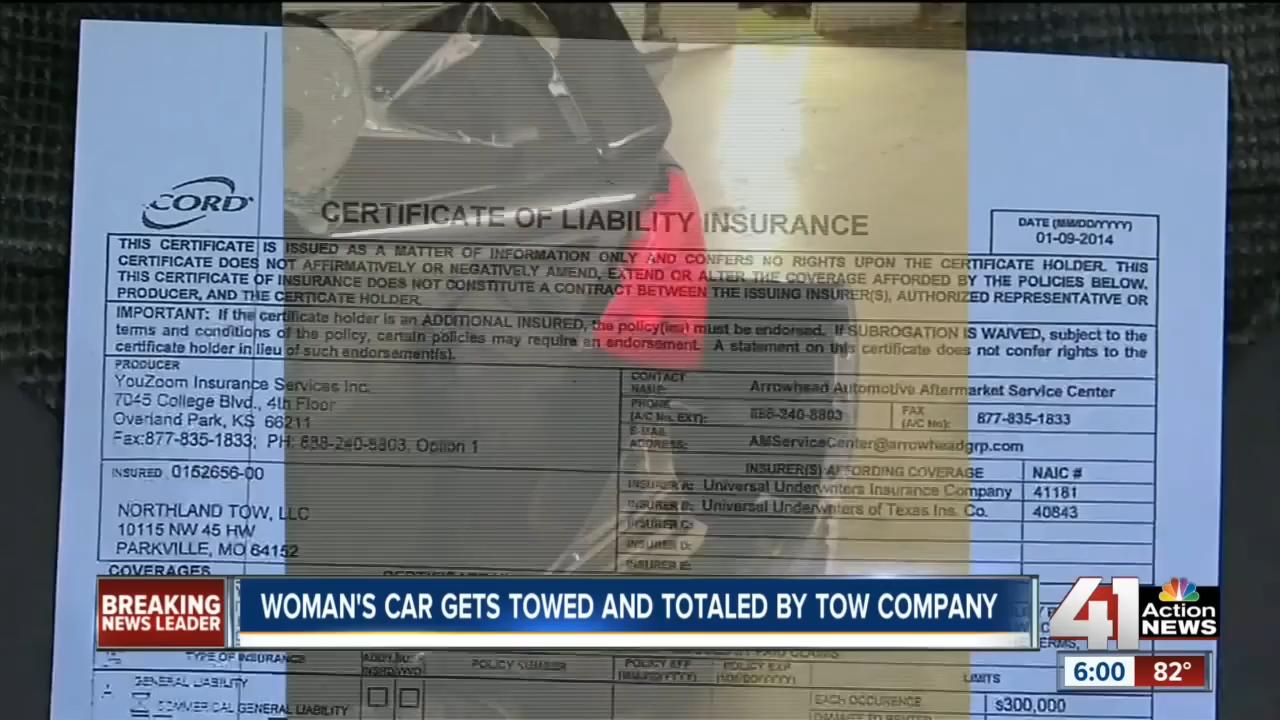 CORD
CERTIFICATE OF LIABILITY INSURANCE
DATE (MM/DD/YYYY)
01-09-2014
THIS CERTIFICATE IS ISSUED AS A MATTER OF INFORMATION ONLY AND CONFERS NO RIGHTS UPON THE CERTIFICATE HOLDER. THIS
CERTIFICATE DOES NOT AFFIRMATIVELY OR NEGATIVELY AMEND, EXTEND OR ALTER THE COVERAGE AFFORDED BY THE POLICIES BELOW.
THIS CERTIFICATE OF INSURANCE DOES NOT CONSTITUTE A CONTRACT BETWEEN THE ISSUING INSURER(S), AUTHORIZED REPRESENTATIVE OR
PRODUCER, AND THE CERTICATE HOLDER.
IMPORTANT: If the certificate holder is an ADDITIONAL INSURED, the policy(ies) must be endorsed. If SUBROGATION IS WAIVED, subject to the
terms and conditions of the policy, certain policies may require an endorsement. A statement on this certificate does not confer rights to the
certificate holder in lieu of such endorsement(s).
PRODUCER
YouZoom Insurance Services Inc.
7045 College Blvd., 4th Floor
Overland Park, KS 66211
Fax:877-835-1833; PH: 888-240-8803, Option 1
CONTACT
NAME: Arrowhead Automotive Aftermarket Service Center
PHONE
(A/C No, EXT): 888-240-8803
FAX
(A/C No): 877-835-1833
E-MAIL
ADDRESS: AMServiceCenter@arrowheadgrp.com
INSURED 0152656-00
NORTHLAND TOW, LLC
10115 NW 45 HW
PARKVILLE, MO 64152
INSURER(S) AFFORDING COVERAGE NAIC #
INSURER A: Universal Underwriters Insurance Company 41181
INSURER B: Universal Underwriters of Texas Ins. Co. 40843
INSURER C:
INSURER D:
INSURER E:
COVERAGES
BREAKING
NEWS LEADER
WOMAN'S CAR GETS TOWED AND TOTALED BY TOW COMPANY
41
Action
NEWS
6:00 82°
TYPE OF INSURANCE
POLICY NUMBER
POLICY EFF
POLICY EXP
LIMITS
GENERAL LIABILITY
COMMERCIAL GENERAL LIABILITY
EACH OCCURENCE $300,000